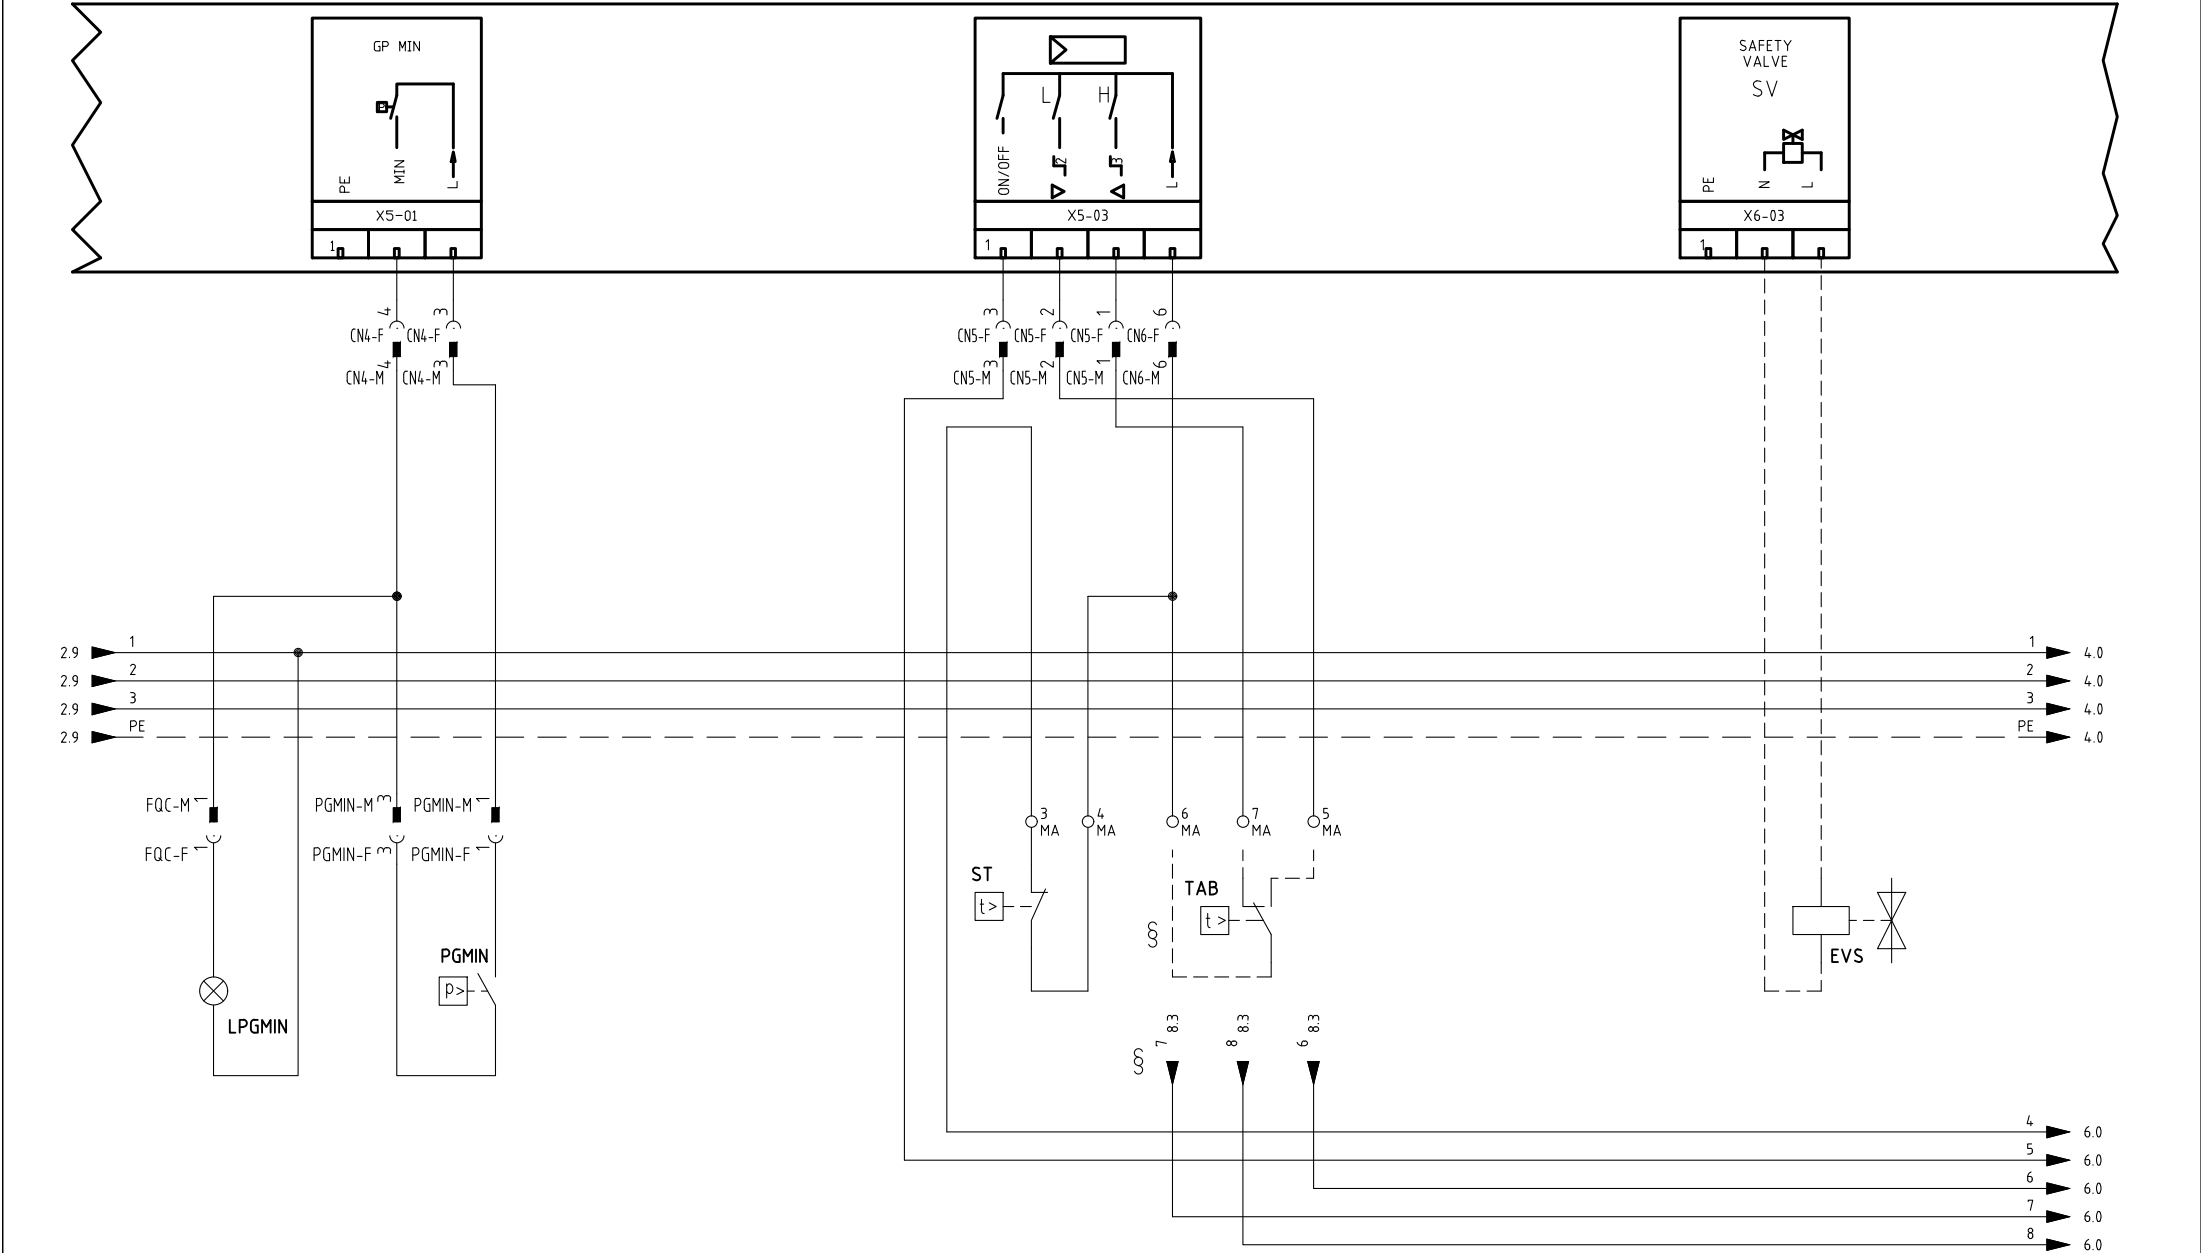 GP MIN
SAFETY
VALVE
SV
L H
PE MIN L
ON/OFF 2 3 L
PE N L
X5-01 X5-03 X6-03
1 1 1
4 3 3 2 1 6
CN4-F CN4-F CN5-F CN5-F CN5-F CN6-F
4 3 3 2 1 6
CN4-M CN4-M CN5-M CN5-M CN5-M CN6-M
1 1
2.9 4.0
2 2
2.9 4.0
3 3
2.9 4.0
PE PE
2.9 4.0
FQC-M 1 PGMIN-M 3 PGMIN-M 1
3 4 6 7 5
MA MA MA MA MA
FQC-F 1 PGMIN-F 3 PGMIN-F 1
ST
TAB
t>
t>
§ 
PGMIN EVS
p>
LPGMIN
8.3 8.3 8.3
7 8 6
§
4
6.0
5
6.0
6
6.0
7
6.0
8
6.0